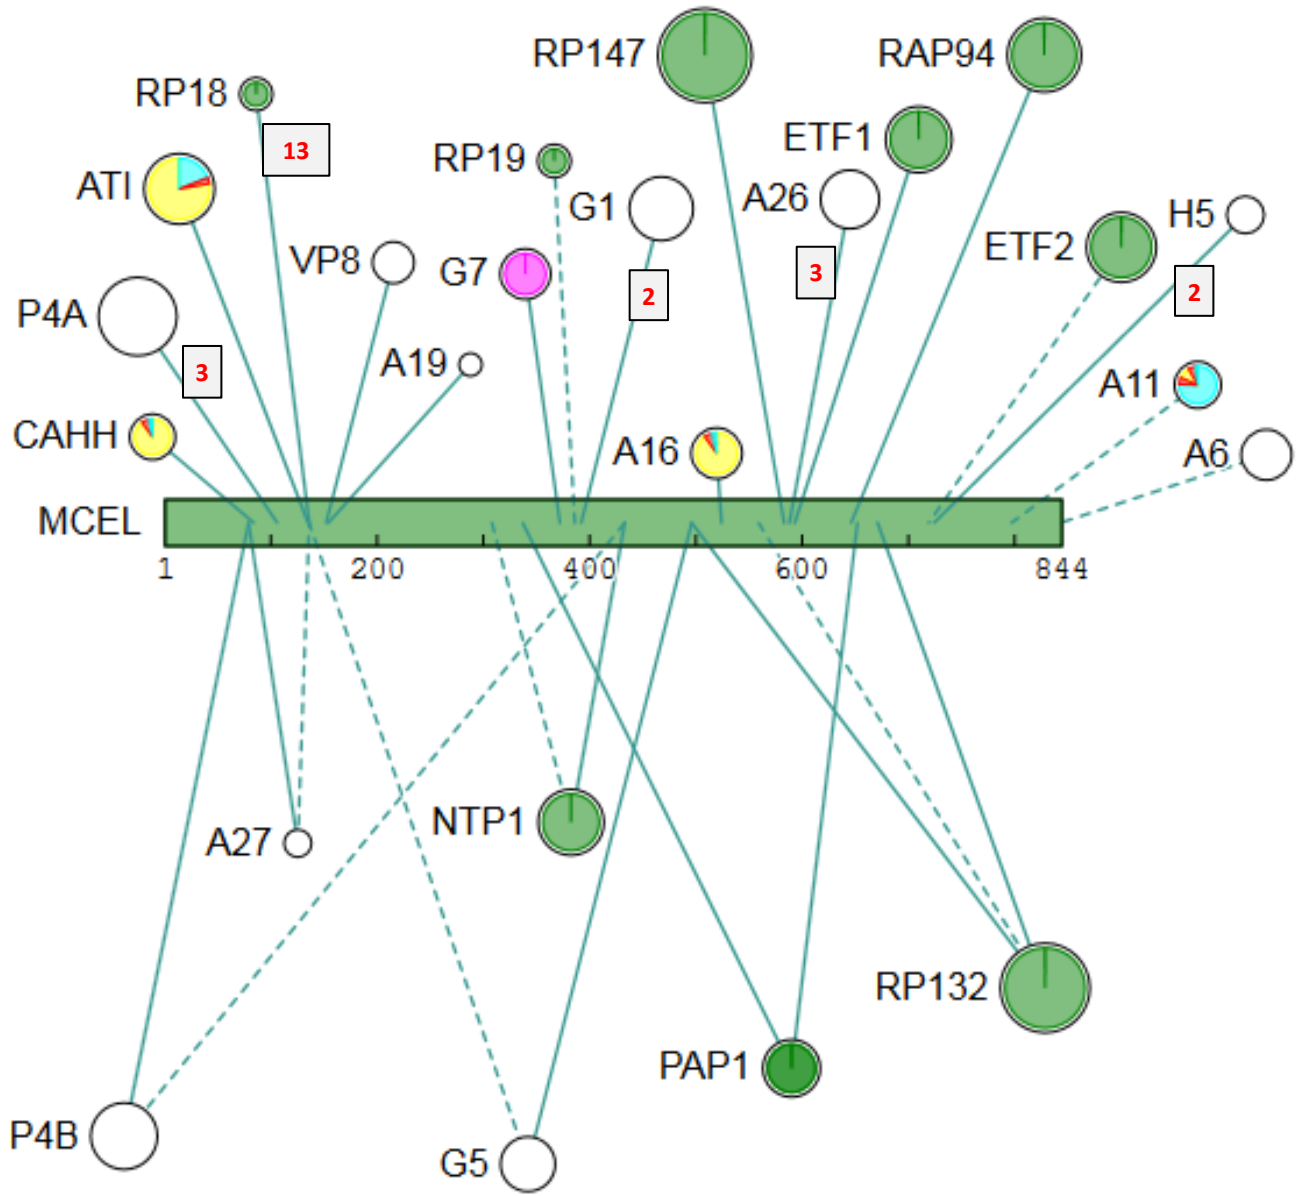 RP147
RAP94
RP18
13
ETF1
RP19
ATI
A26
G1
H5
ETF2
VP8
G7
3
2
2
P4A
A19
3
A11
CAHH
A16
A6
MCEL
1 200 400 600 844
NTP1
A27
RP132
PAP1
P4B
G5